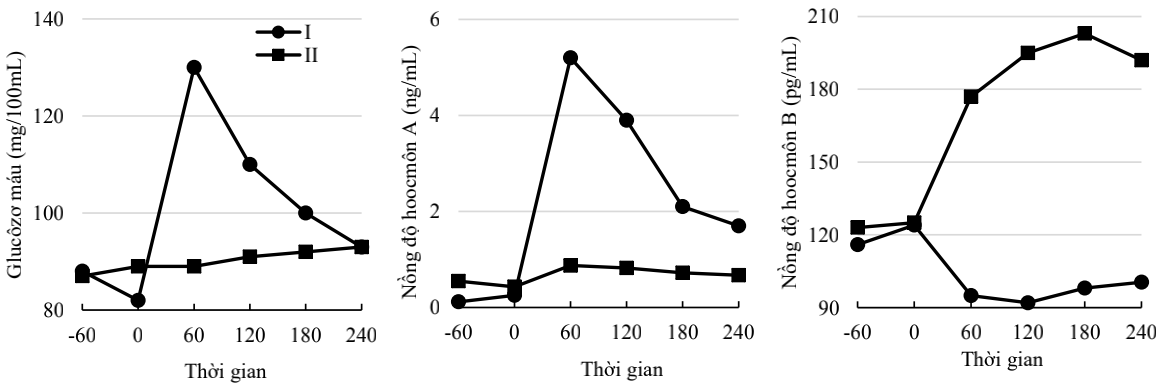 Glucôzo máu (mg/100mL)
140
120
100
80
I
II
-60 0 60 120 180 240
Thời gian
Nồng độ hoocmôn A (ng/mL)
6
4
2
0
-60 0 60 120 180 240
Thời gian
Nồng độ hoocmôn B (pg/mL)
210
180
150
120
90
-60 0 60 120 180 240
Thời gian